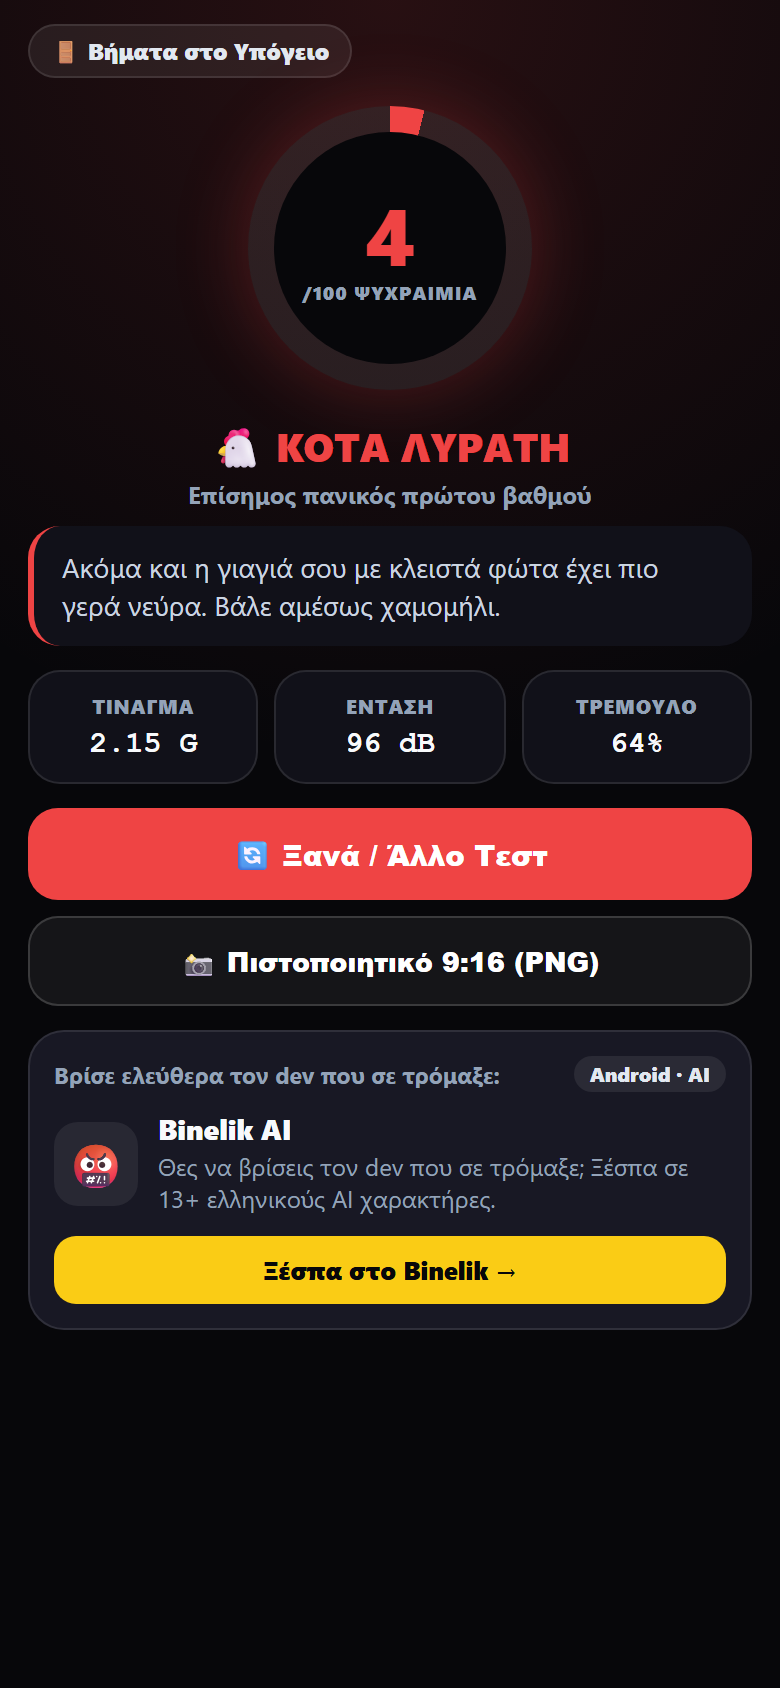 Βήματα στο Υπόγειο
4
/100 ΨΥΧΡΑΙΜΙΑ
ΚΟΤΑ ΛΥΡΑΤΗ
Επίσημος πανικός πρώτου βαθμού
Ακόμα και η γιαγιά σου με κλειστά φώτα έχει πιο
γερά νεύρα. Βάλε αμέσως χαμομήλι.
ΤΙΝΑΓΜΑ
2.15 G
ΕΝΤΑΣΗ
96 dB
ΤΡΕΜΟΥΛΟ
64%
Ξανά / Άλλο Τεστ
Πιστοποιητικό 9:16 (PNG)
Βρίσε ελεύθερα τον dev που σε τρόμαξε:
Android · AI
Binelik AI
Θες να βρίσεις τον dev που σε τρόμαξε; Ξέσπα σε
13+ ελληνικούς AI χαρακτήρες.
Ξέσπα στο Binelik →